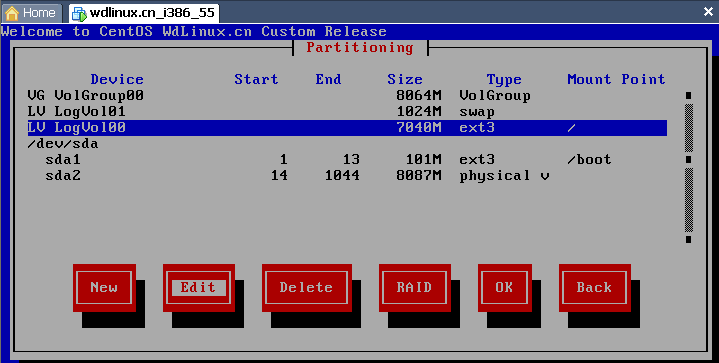 Home wdlinux.cn_i386_55
Welcome to CentOS WdLinux.cn Custom Release
Partitioning
Device Start End Size Type Mount Point
VG VolGroup00 8064M VolGroup
LV LogVol01 1024M swap
LV LogVol00 7040M ext3 /
/dev/sda
sda1 1 13 101M ext3 /boot
sda2 14 1044 8087M physical v
New Edit Delete RAID OK Back